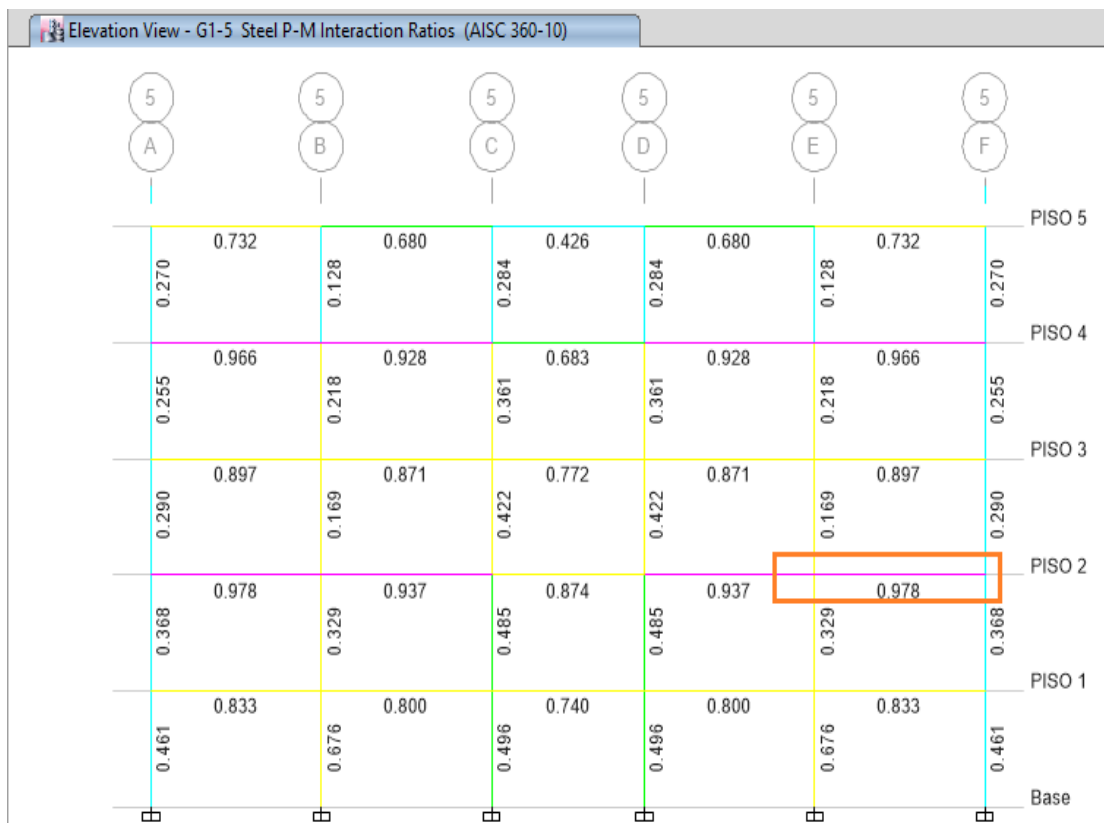 Elevation View - G1-5 Steel P-M Interaction Ratios (AISC 360-10)
5 5 5 5 5 5
A B C D E F
PISO 5
0.732 0.680 0.426 0.680 0.732
0.270 0.128 0.284 0.284 0.128 0.270
PISO 4
0.966 0.928 0.683 0.928 0.966
0.255 0.218 0.361 0.361 0.218 0.255
PISO 3
0.897 0.871 0.772 0.871 0.897
0.290 0.169 0.422 0.422 0.169 0.290
PISO 2
0.978 0.937 0.874 0.937 0.978
0.368 0.329 0.485 0.485 0.329 0.368
PISO 1
0.833 0.800 0.740 0.800 0.833
0.461 0.676 0.496 0.496 0.676 0.461
Base